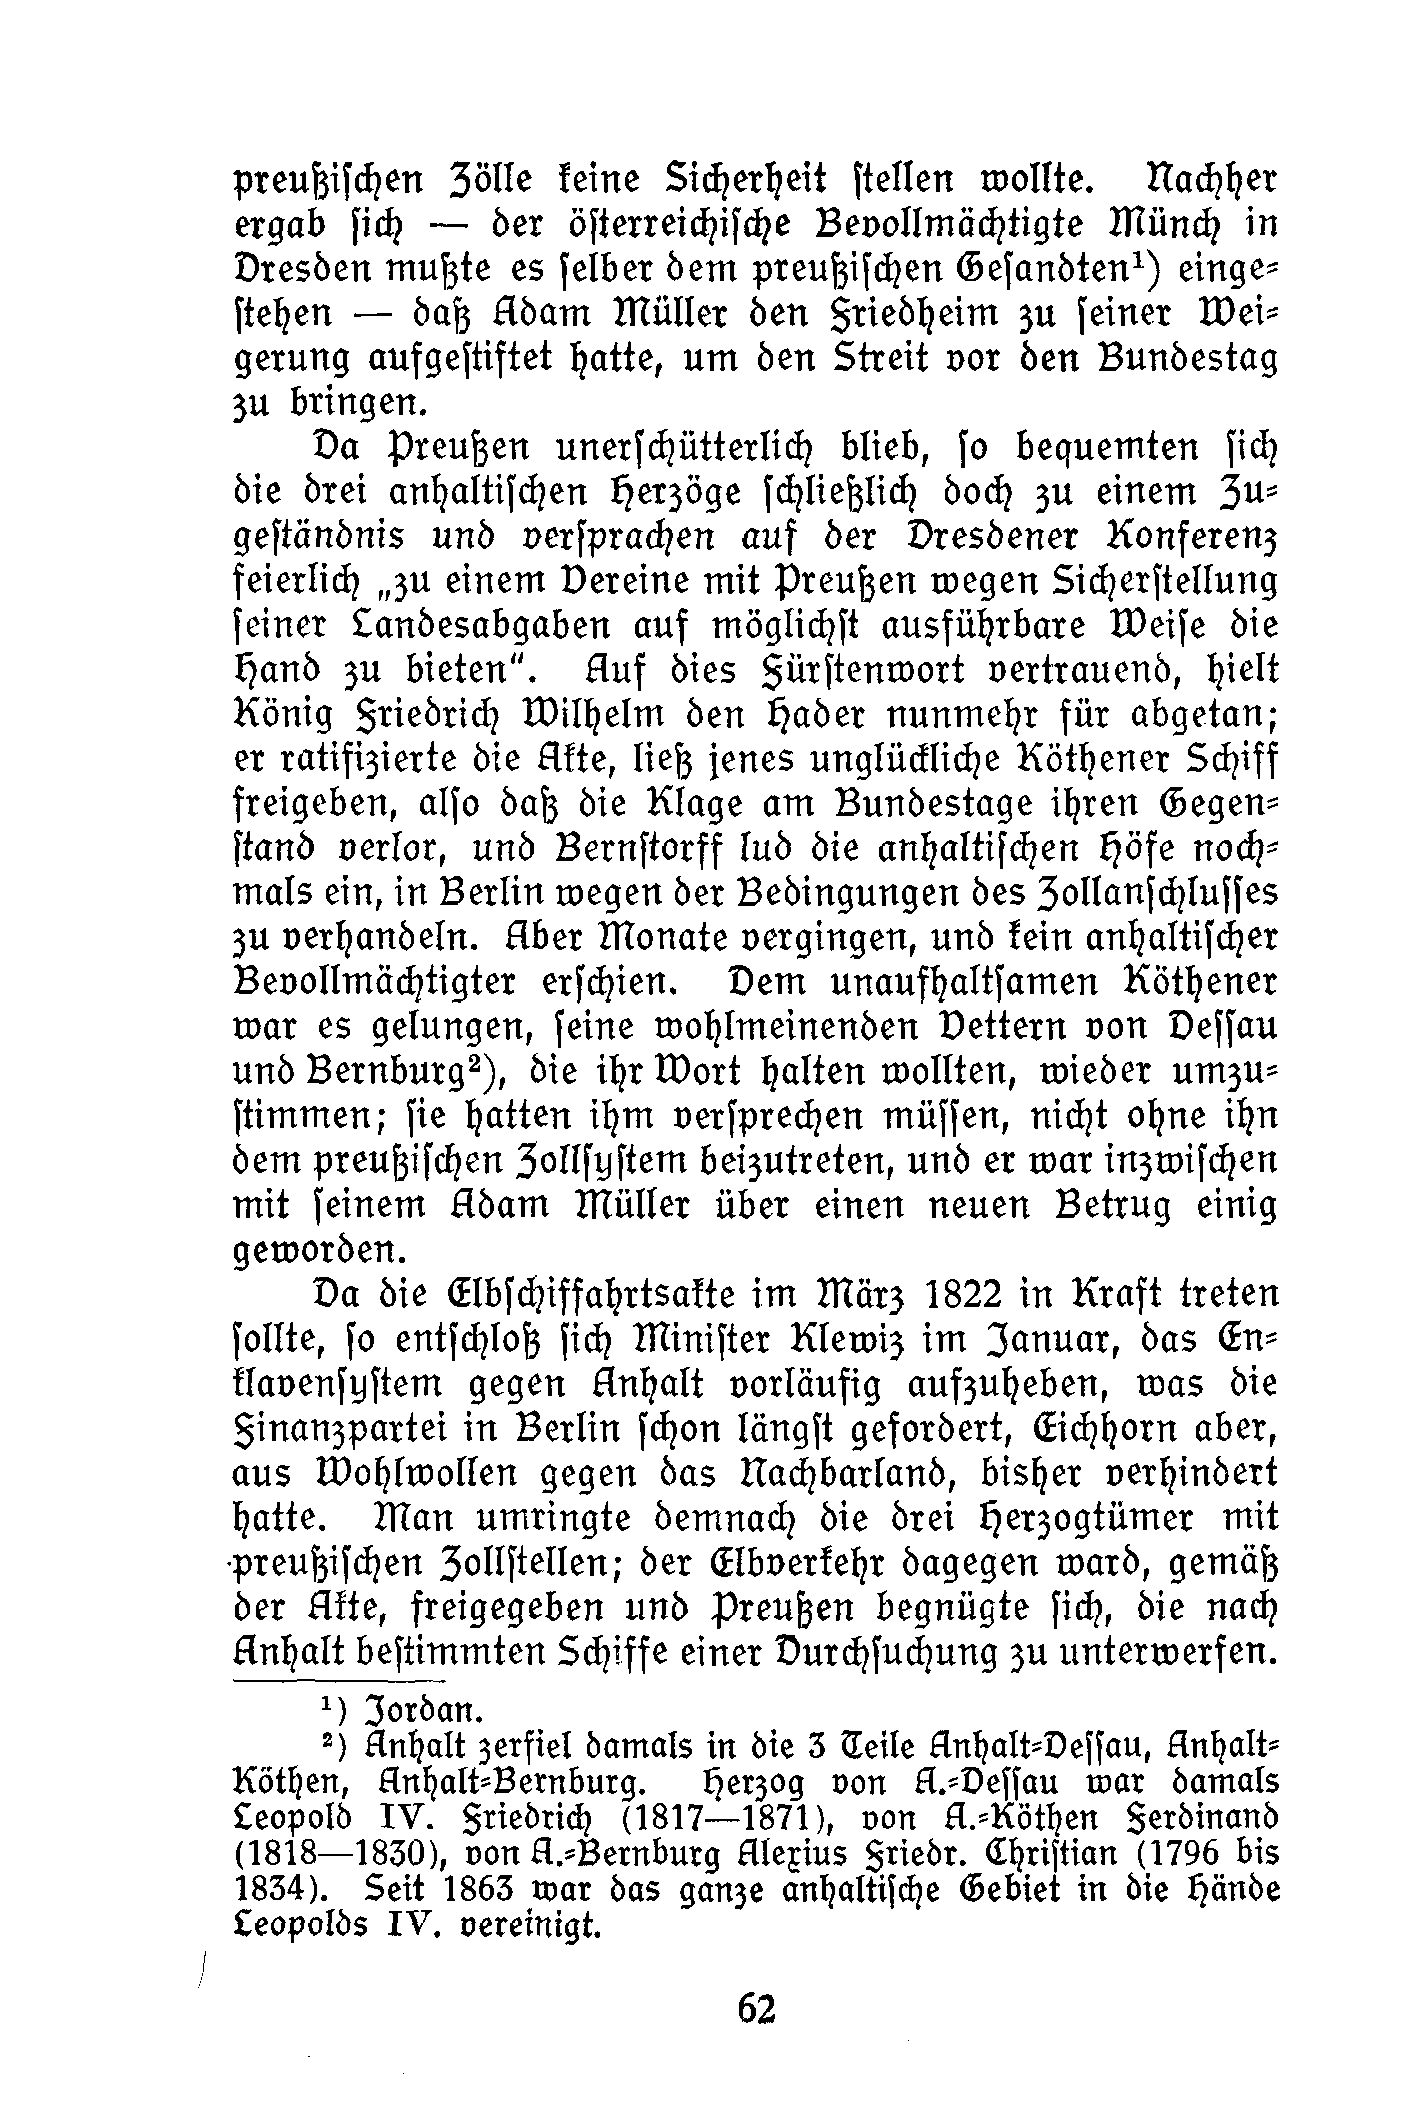 preußiſchen Zölle keine Sicherheit ſtellen wollte. Nachher
ergab ſich — der öſterreichiſche Bevollmächtigte Münch in
Dresden mußte es ſelber dem preußiſchen Geſandten¹) einge-
ſtehen — daß Adam Müller den Friedheim zu ſeiner Wei-
gerung aufgeſtiftet hatte, um den Streit vor den Bundestag
zu bringen.
Da Preußen unerſchütterlich blieb, ſo bequemten ſich
die drei anhaltiſchen Herzöge ſchließlich doch zu einem Zu-
geſtändnis und verſprachen auf der Dresdener Konferenz
feierlich „zu einem Vereine mit Preußen wegen Sicherſtellung
ſeiner Landesabgaben auf möglichſt ausführbare Weiſe die
Hand zu bieten“. Auf dies Fürſtenwort vertrauend, hielt
König Friedrich Wilhelm den Hader nunmehr für abgetan;
er ratifizierte die Akte, ließ jenes unglückliche Köthener Schiff
freigeben, alſo daß die Klage am Bundestage ihren Gegen-
ſtand verlor, und Bernſtorff lud die anhaltiſchen Höfe noch-
mals ein, in Berlin wegen der Bedingungen des Zollanſchluſſes
zu verhandeln. Aber Monate vergingen, und kein anhaltiſcher
Bevollmächtigter erſchien. Dem unaufhaltſamen Köthener
war es gelungen, ſeine wohlmeinenden Vettern von Deſſau
und Bernburg²), die ihr Wort halten wollten, wieder umzu-
ſtimmen; ſie hatten ihm verſprechen müſſen, nicht ohne ihn
dem preußiſchen Zollſyſtem beizutreten, und er war inzwiſchen
mit ſeinem Adam Müller über einen neuen Betrug einig
geworden.
Da die Elbſchiffahrtsakte im März 1822 in Kraft treten
ſollte, ſo entſchloß ſich Miniſter Klewiz im Januar, das En-
klavenſyſtem gegen Anhalt vorläufig aufzuheben, was die
Finanzpartei in Berlin ſchon längſt gefordert, Eichhorn aber,
aus Wohlwollen gegen das Nachbarland, bisher verhindert
hatte. Man umringte demnach die drei Herzogtümer mit
preußiſchen Zollſtellen; der Elbverkehr dagegen ward, gemäß
der Akte, freigegeben und Preußen begnügte ſich, die nach
Anhalt beſtimmten Schiffe einer Durchſuchung zu unterwerfen.
¹) Jordan.
²) Anhalt zerfiel damals in die 3 Teile Anhalt-Deſſau, Anhalt-
Köthen, Anhalt-Bernburg. Herzog von A.-Deſſau war damals
Leopold IV. Friedrich (1817—1871), von A.-Köthen Ferdinand
(1818—1830), von A.-Bernburg Alexius Friedr. Chriſtian (1796 bis
1834). Seit 1863 war das ganze anhaltiſche Gebiet in die Hände
Leopolds IV. vereinigt.
62